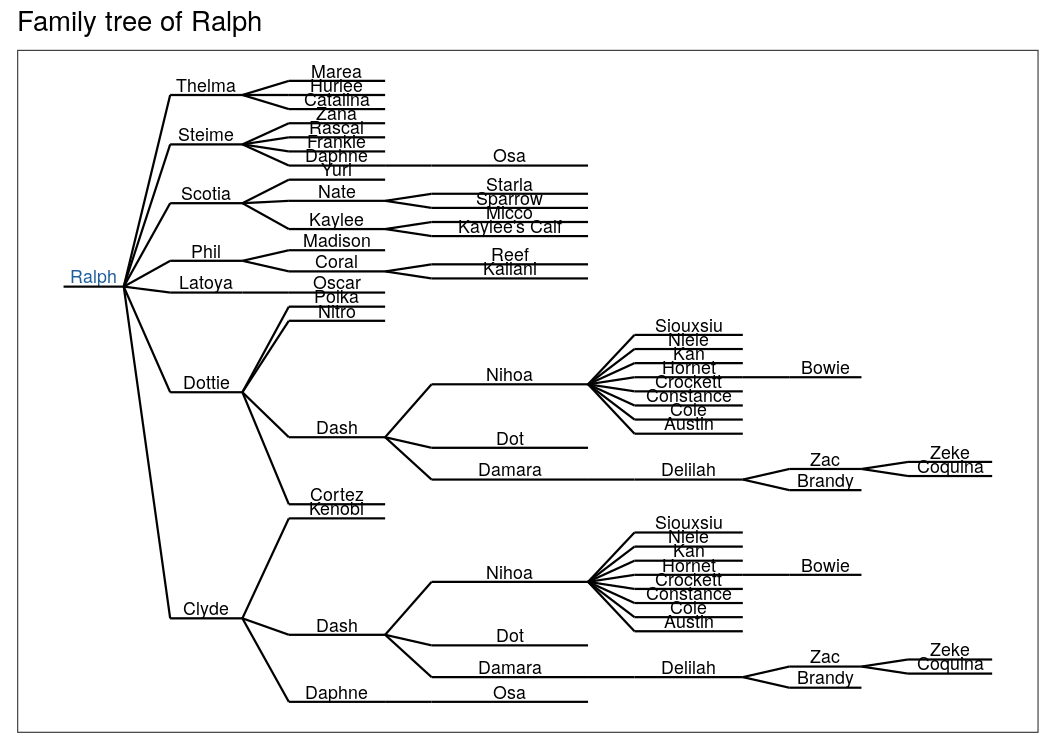 Family tree of Ralph
Marea
Thelma
Hurlee
Catalina
Zana
Rascal
Steime
Frankie
Daphne
Osa
Yuri
Scotia
Nate
Starla
Sparrow
Kaylee
Micco
Kaylee's Calf
Phil
Madison
Coral
Reef
Kailani
Ralph
Latoya
Oscar
Polka
Nitro
Dottie
Siouxsiu
Niele
Kan
Hornet
Bowie
Nihoa
Crockett
Constance
Cole
Austin
Dash
Dot
Damara
Delilah
Zac
Zeke
Coquina
Brandy
Cortez
Kenobi
Clyde
Siouxsiu
Niele
Kan
Hornet
Bowie
Nihoa
Crockett
Constance
Cole
Austin
Dash
Dot
Damara
Delilah
Zac
Zeke
Coquina
Brandy
Daphne
Osa